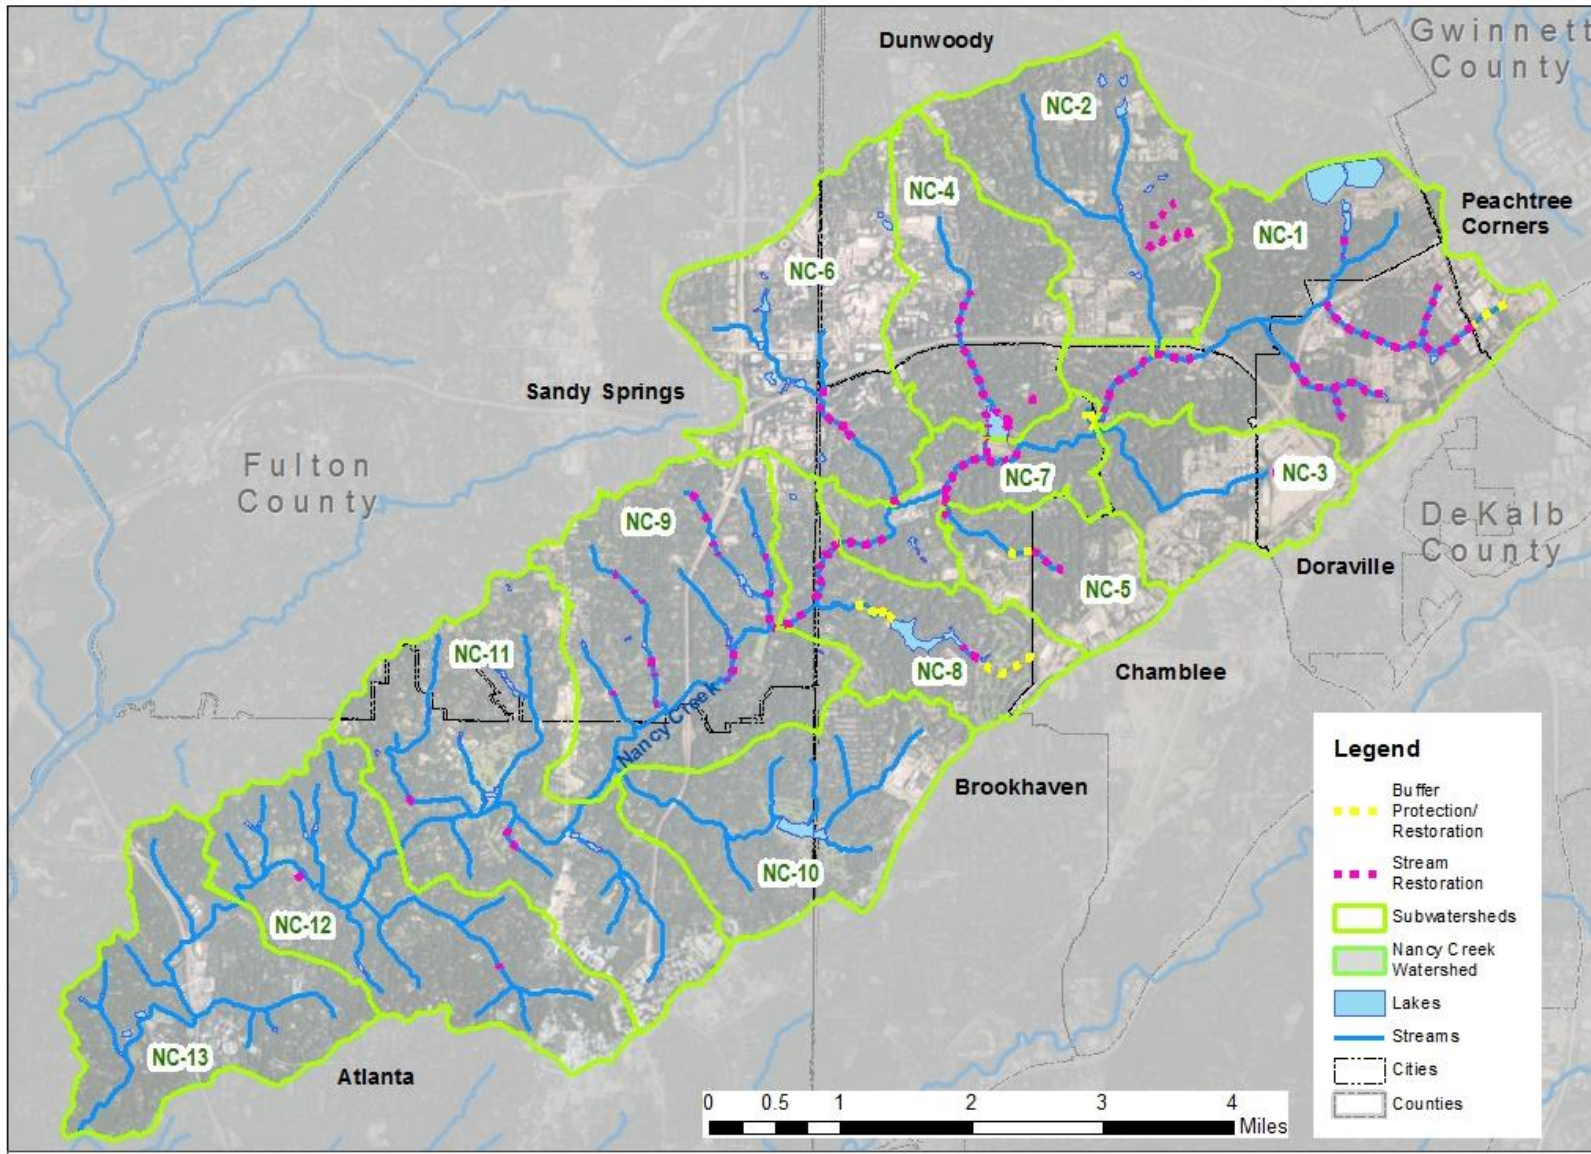 Gwinnett
County
Dunwoody
NC-2
NC-4
Peachtree
Corners
NC-1
NC-6
Sandy Springs
Fulton
County
NC-7
NC-3
NC-9
DeKalb
County
Doraville
NC-5
NC-11
NC-8
Chamblee
Nancy Creek
Brookhaven
NC-10
NC-12
NC-13
Atlanta
Legend
Buffer
Protection/
Restoration
Stream
Restoration
Subwatersheds
Nancy Creek
Watershed
Lakes
Streams
Cities
Counties
0 0.5 1 2 3 4
Miles